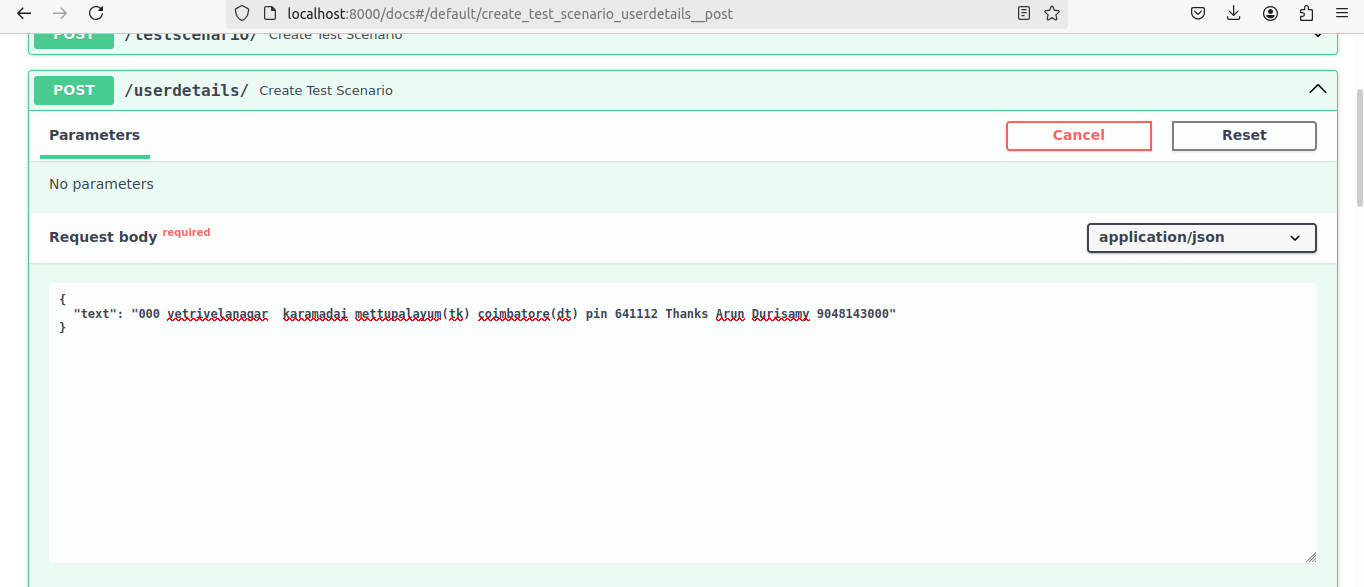 localhost:8000/docs#/default/create_test_scenario_userdetails__post
POST /testscenario/ Create Test Scenario
POST /userdetails/ Create Test Scenario
Parameters
Cancel
Reset
No parameters
Request body required
application/json
{
"text": "000 vetrivelanagar  karamadai mettupalayum(tk) coimbatore(dt) pin 641112 Thanks Arun Durisamy 9048143000"
}